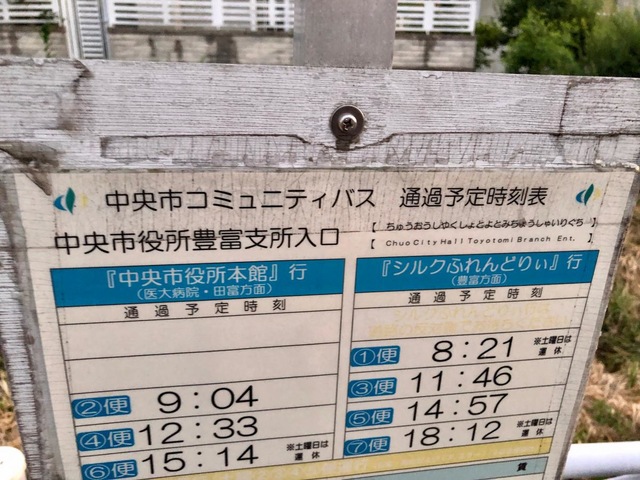 中央市コミュニティバス　通過予定時刻表
中央市役所豊富支所入口
【 ちゅうおうしやくしょとよとみちゅうしゃいりぐち 】
【 Chuo City Hall Toyotomi Branch Ent. 】
『中央市役所本館』行
（医大病院・田富方面）
通過予定時刻
②便 9：04
④便 12：33
⑥便 15：14 ※土曜日は運休
『シルクふれんどりぃ』行
（豊富方面）
通過予定時刻
①便 8：21 ※土曜日は運休
③便 11：46
⑤便 14：57
⑦便 18：12 ※土曜日は運休
賃